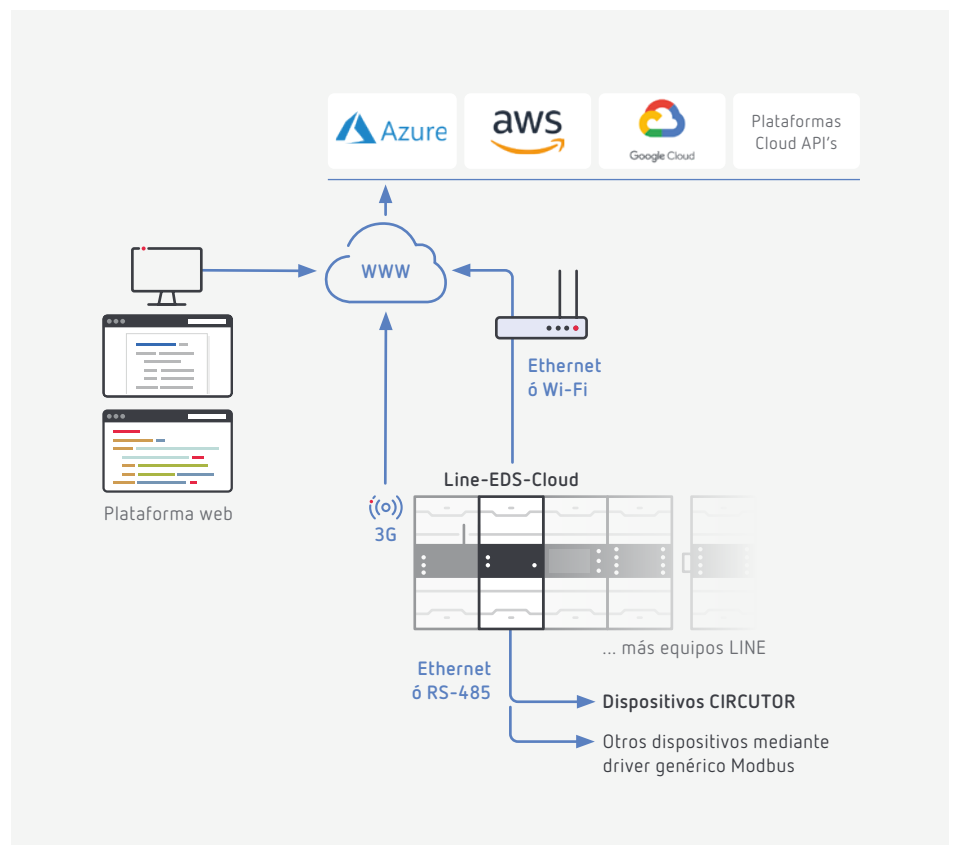 Azure
aws
Google Cloud
Plataformas
Cloud API's
WWW
Ethernet
ó Wi-Fi
Line-EDS-Cloud
Plataforma web
3G
... más equipos LINE
Ethernet
ó RS-485
Dispositivos CIRCUTOR
Otros dispositivos mediante
driver genérico Modbus